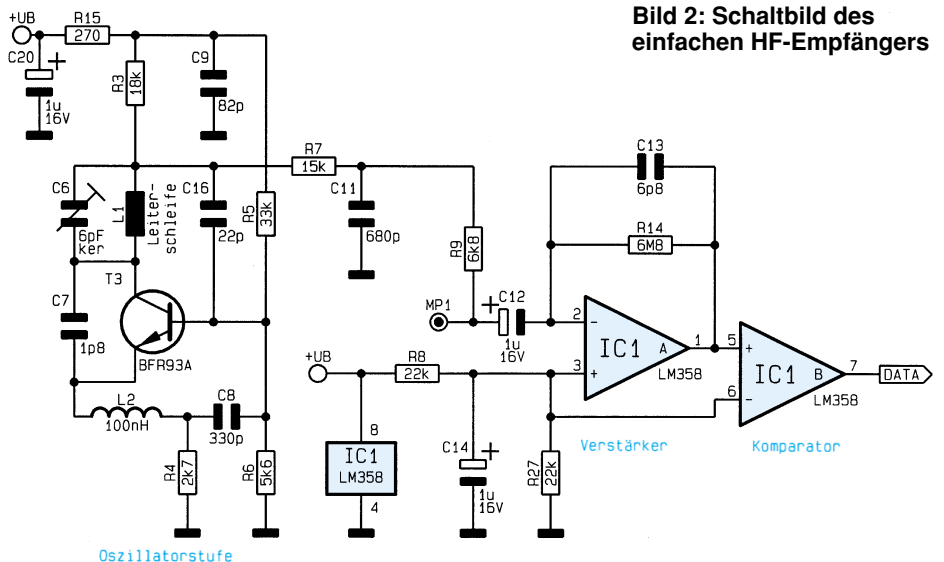 Bild 2: Schaltbild des
einfachen HF-Empfängers
+UB
R15
270
C20
+
1u
16V
R3
18k
C9
82p
C6
6pF
ker
L1
Leiter-
schleife
C16
22p
R5
33k
R7
15k
C11
680p
R9
6k8
C13
6p8
R14
6M8
T3
BFR93A
C7
1p8
MP1
+
C12
1u
16V
2
-
3
+
IC1
A
1
LM358
5
+
6
-
IC1
B
7
LM358
DATA
L2
100nH
C8
330p
R4
2k7
R6
5k6
+UB
R8
22k
8
IC1
LM358
4
C14
+
1u
16V
R27
22k
Verstärker
Komparator
Oszillatorstufe